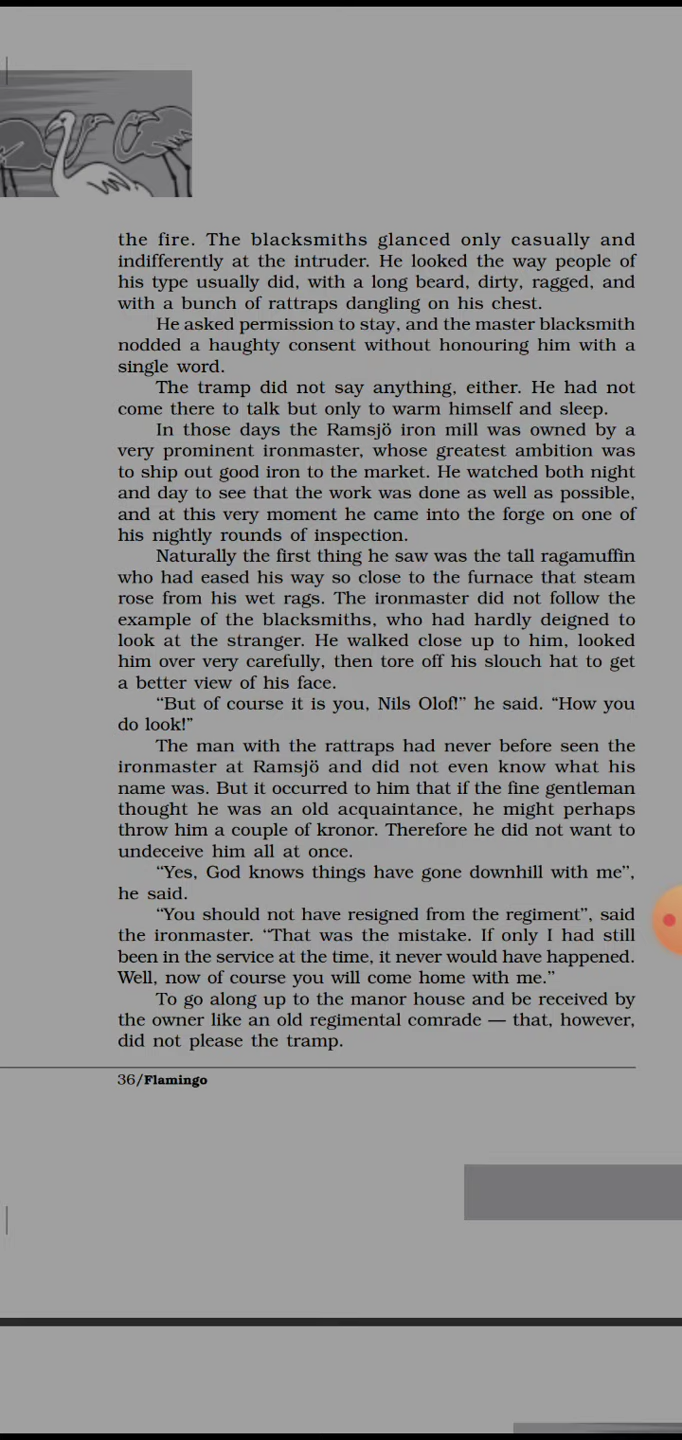 the fire. The blacksmiths glanced only casually and
indifferently at the intruder. He looked the way people of
his type usually did, with a long beard, dirty, ragged, and
with a bunch of rattraps dangling on his chest.
He asked permission to stay, and the master blacksmith
nodded a haughty consent without honouring him with a
single word.
The tramp did not say anything, either. He had not
come there to talk but only to warm himself and sleep.
In those days the Ramsjö iron mill was owned by a
very prominent ironmaster, whose greatest ambition was
to ship out good iron to the market. He watched both night
and day to see that the work was done as well as possible,
and at this very moment he came into the forge on one of
his nightly rounds of inspection.
Naturally the first thing he saw was the tall ragamuffin
who had eased his way so close to the furnace that steam
rose from his wet rags. The ironmaster did not follow the
example of the blacksmiths, who had hardly deigned to
look at the stranger. He walked close up to him, looked
him over very carefully, then tore off his slouch hat to get
a better view of his face.
“But of course it is you, Nils Olof!” he said. “How you
do look!”
The man with the rattraps had never before seen the
ironmaster at Ramsjö and did not even know what his
name was. But it occurred to him that if the fine gentleman
thought he was an old acquaintance, he might perhaps
throw him a couple of kronor. Therefore he did not want to
undeceive him all at once.
“Yes, God knows things have gone downhill with me”,
he said.
“You should not have resigned from the regiment”, said
the ironmaster. “That was the mistake. If only I had still
been in the service at the time, it never would have happened.
Well, now of course you will come home with me.”
To go along up to the manor house and be received by
the owner like an old regimental comrade — that, however,
did not please the tramp.
36/Flamingo